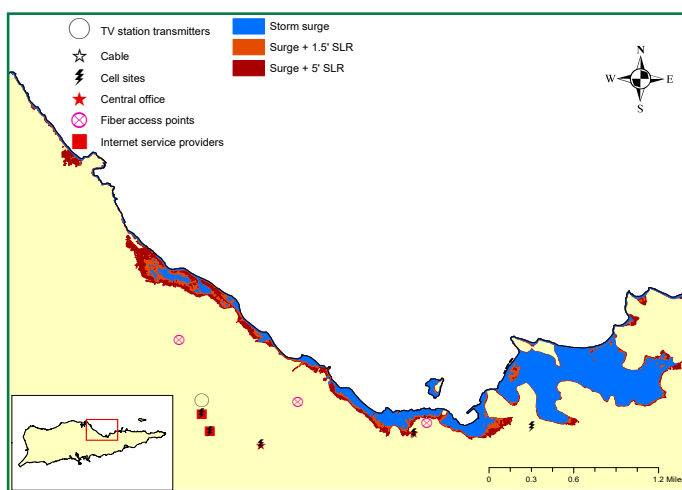 TV station transmitters
Cable
Cell sites
Central office
Fiber access points
Internet service providers
Storm surge
Surge + 1.5' SLR
Surge + 5' SLR
N
W E
S
0 0.3 0.6 1.2 Miles